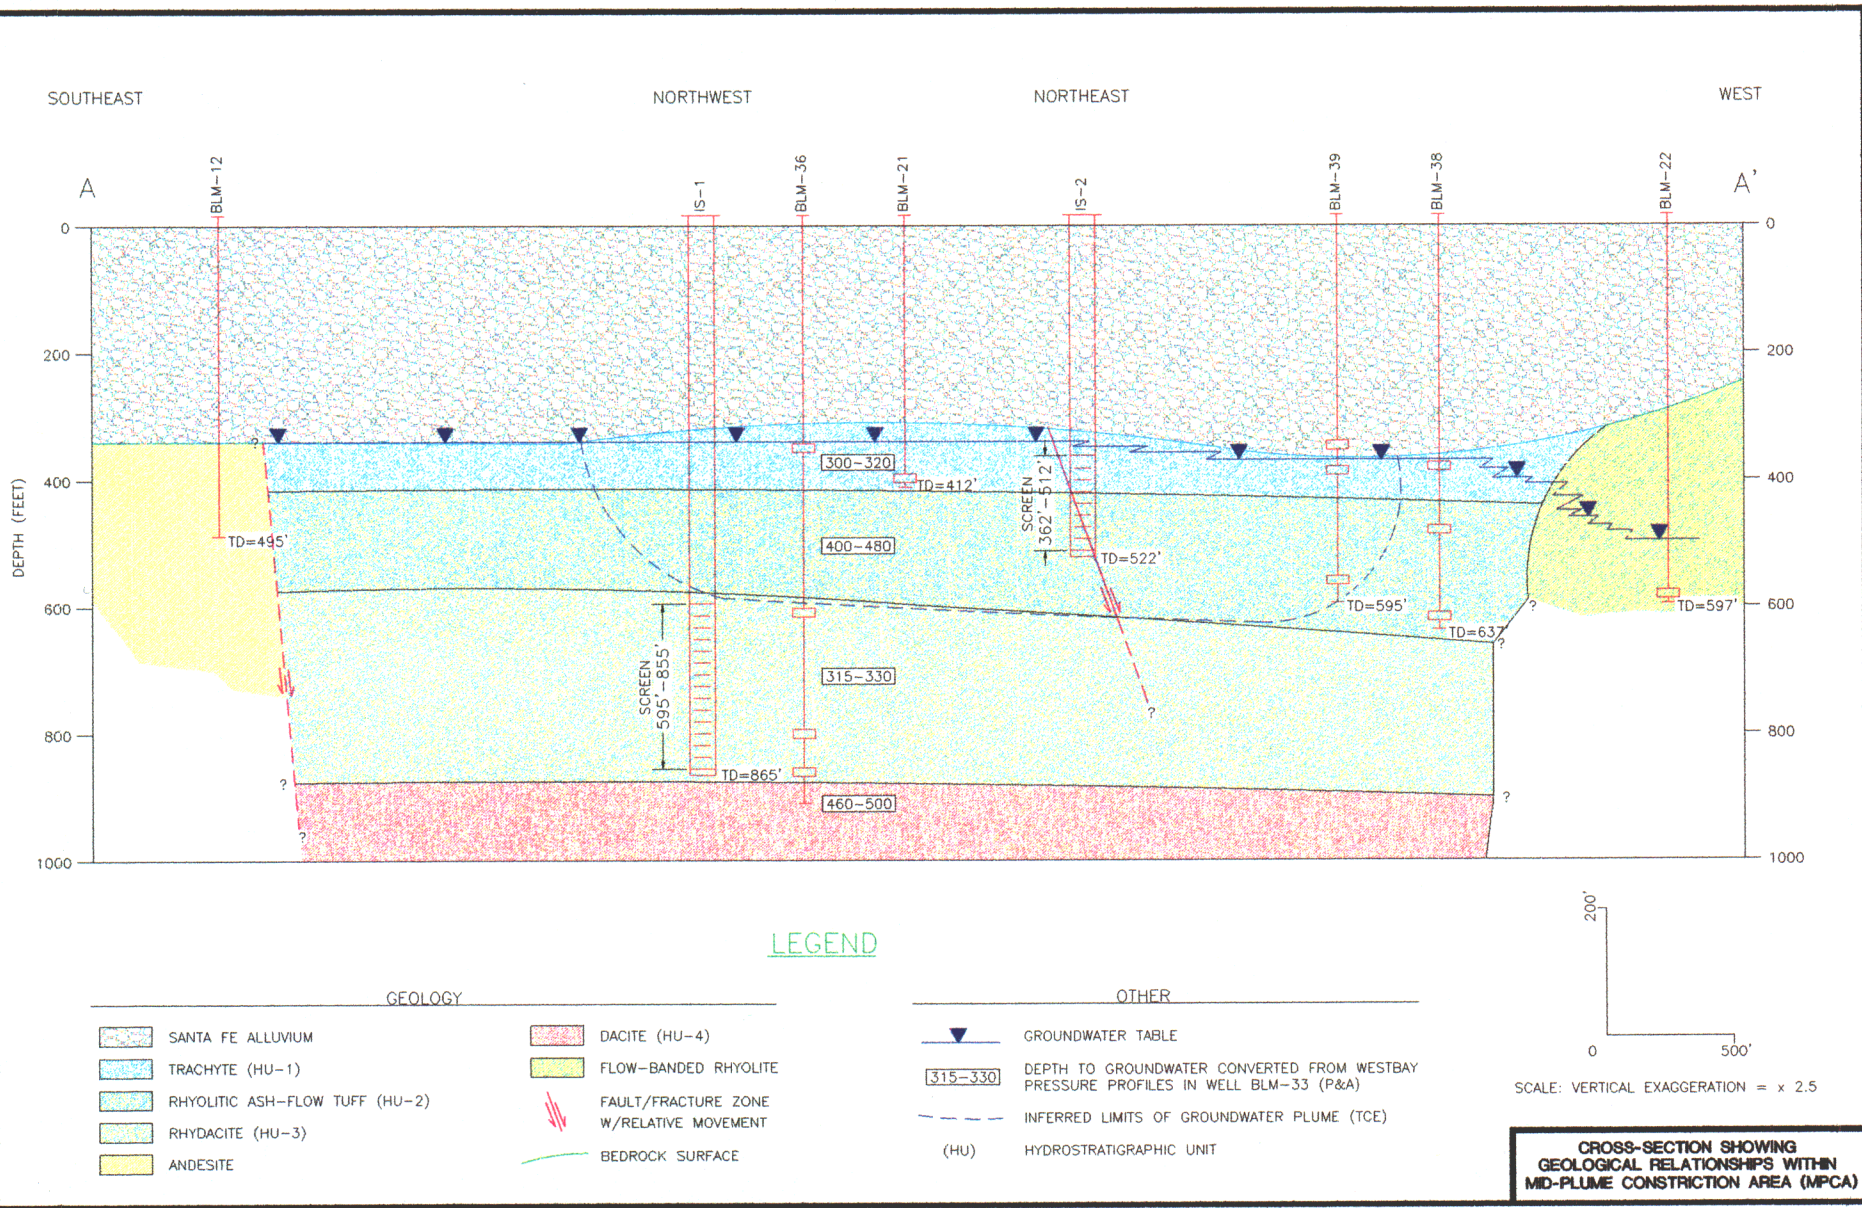 SOUTHEAST
NORTHWEST
NORTHEAST
WEST
A
A'
BLM-12
IS-1
BLM-36
BLM-21
IS-2
BLM-39
BLM-38
BLM-22
0
200
400
600
800
1000
DEPTH (FEET)
0
200
400
600
800
1000
?
TD=495'
?
?
SCREEN
595'-855'
TD=865'
300-320
400-480
315-330
460-500
TD=412'
SCREEN
362'-512'
TD=522'
?
TD=595'
TD=637'
?
?
?
TD=597'
LEGEND
GEOLOGY
SANTA FE ALLUVIUM
TRACHYTE (HU-1)
RHYOLITIC ASH-FLOW TUFF (HU-2)
RHYDACITE (HU-3)
ANDESITE
DACITE (HU-4)
FLOW-BANDED RHYOLITE
FAULT/FRACTURE ZONE
W/RELATIVE MOVEMENT
BEDROCK SURFACE
OTHER
GROUNDWATER TABLE
315-330
DEPTH TO GROUNDWATER CONVERTED FROM WESTBAY
PRESSURE PROFILES IN WELL BLM-33 (P&A)
INFERRED LIMITS OF GROUNDWATER PLUME (TCE)
(HU)
HYDROSTRATIGRAPHIC UNIT
200'
0
500'
SCALE: VERTICAL EXAGGERATION = x 2.5
CROSS-SECTION SHOWING
GEOLOGICAL RELATIONSHIPS WITHIN
MID-PLUME CONSTRICTION AREA (MPCA)